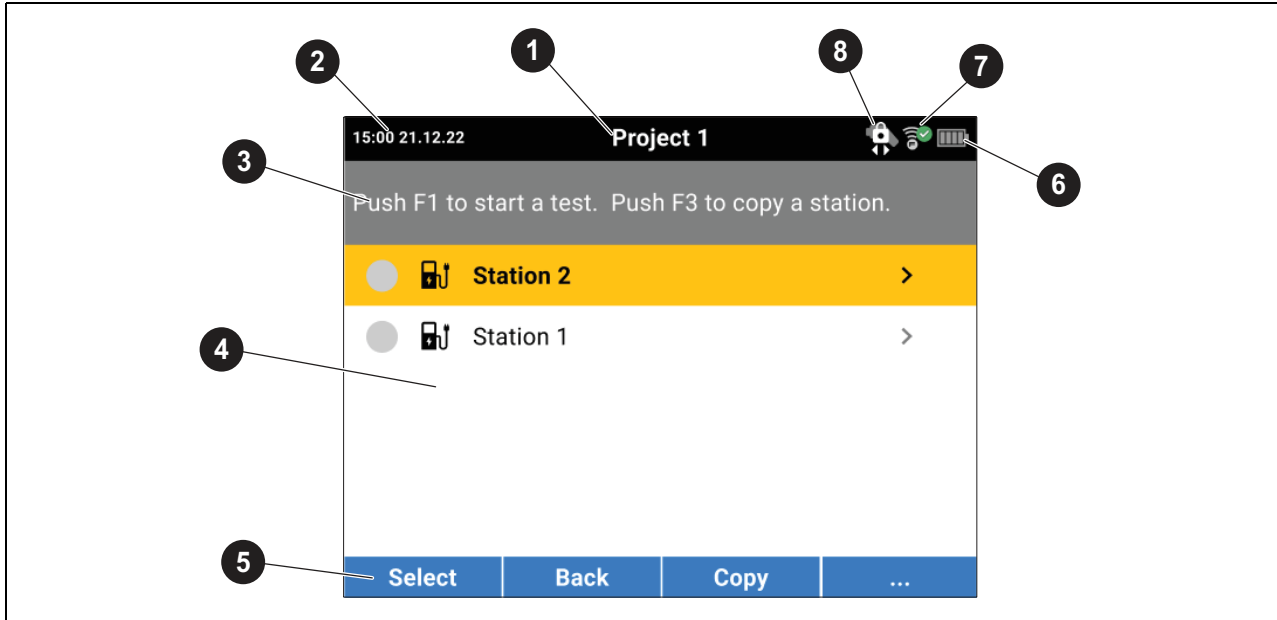 2
1
8
7
15:00 21.12.22 Project 1
3
6
Push F1 to start a test. Push F3 to copy a station.
Station 2 >
Station 1 >
4
5
Select Back Copy ...